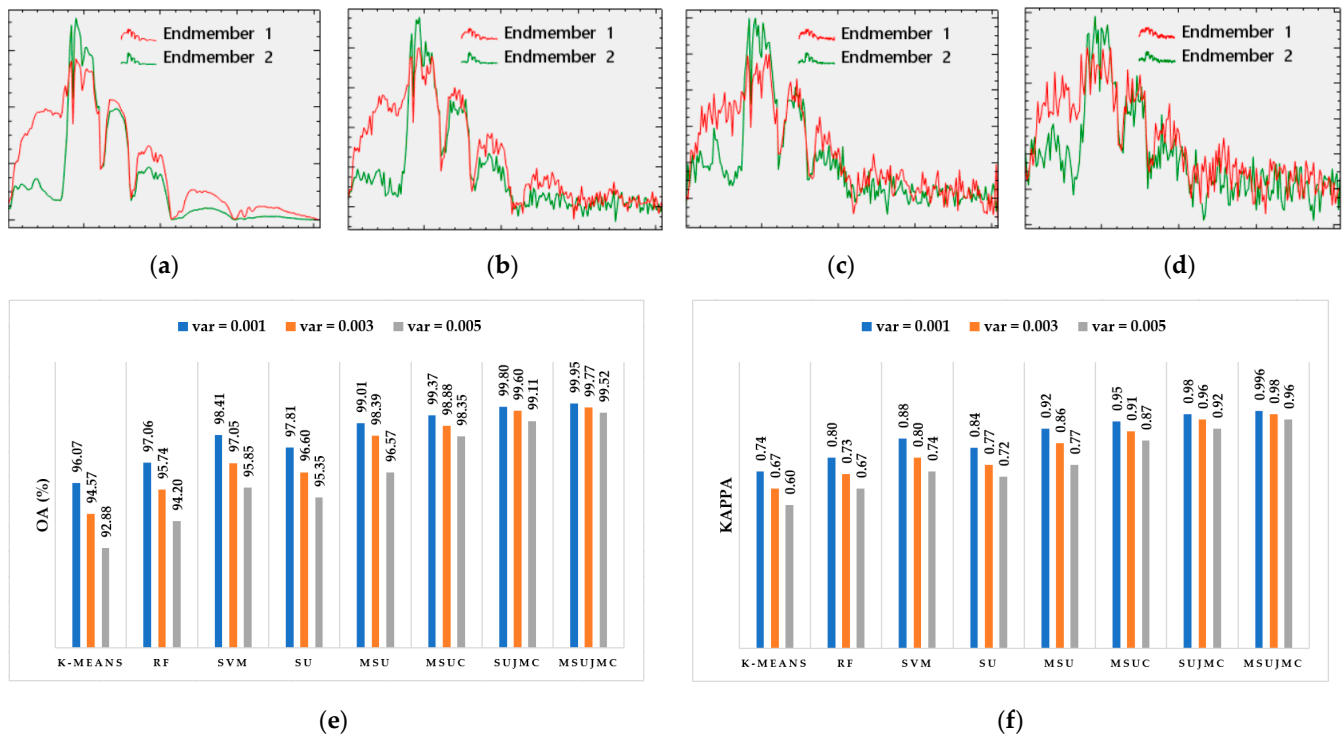 Endmember 1
Endmember 2
Endmember 1
Endmember 2
Endmember 1
Endmember 2
Endmember 1
Endmember 2
(a)
(b)
(c)
(d)
var = 0.001 var = 0.003 var = 0.005
OA (%)
96.07 94.57 92.88
97.06 95.74 94.20
98.41 97.05 95.85
97.81 96.60 95.35
99.01 98.39 96.57
99.37 98.88 98.35
99.80 99.60 99.11
99.95 99.77 99.52
K-MEANS RF SVM SU MSU MSUC SUJMC MSUJMC
(e)
var = 0.001 var = 0.003 var = 0.005
KAPPA
0.74 0.67 0.60
0.80 0.73 0.67
0.88 0.80 0.74
0.84 0.77 0.72
0.92 0.86 0.77
0.95 0.91 0.87
0.98 0.96 0.92
0.996 0.98 0.96
K-MEANS RF SVM SU MSU MSUC SUJMC MSUJMC
(f)